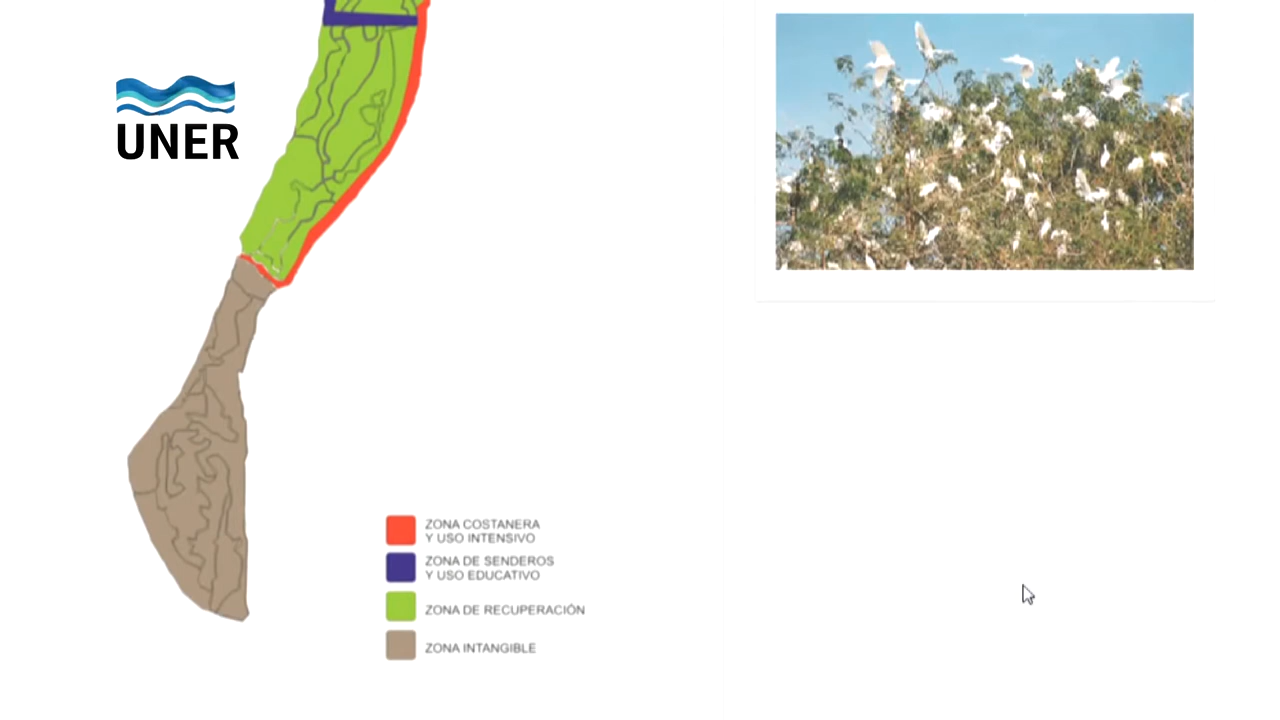 UNER
ZONA COSTANERA
Y USO INTENSIVO
ZONA DE SENDEROS
Y USO EDUCATIVO
ZONA DE RECUPERACIÓN
ZONA INTANGIBLE